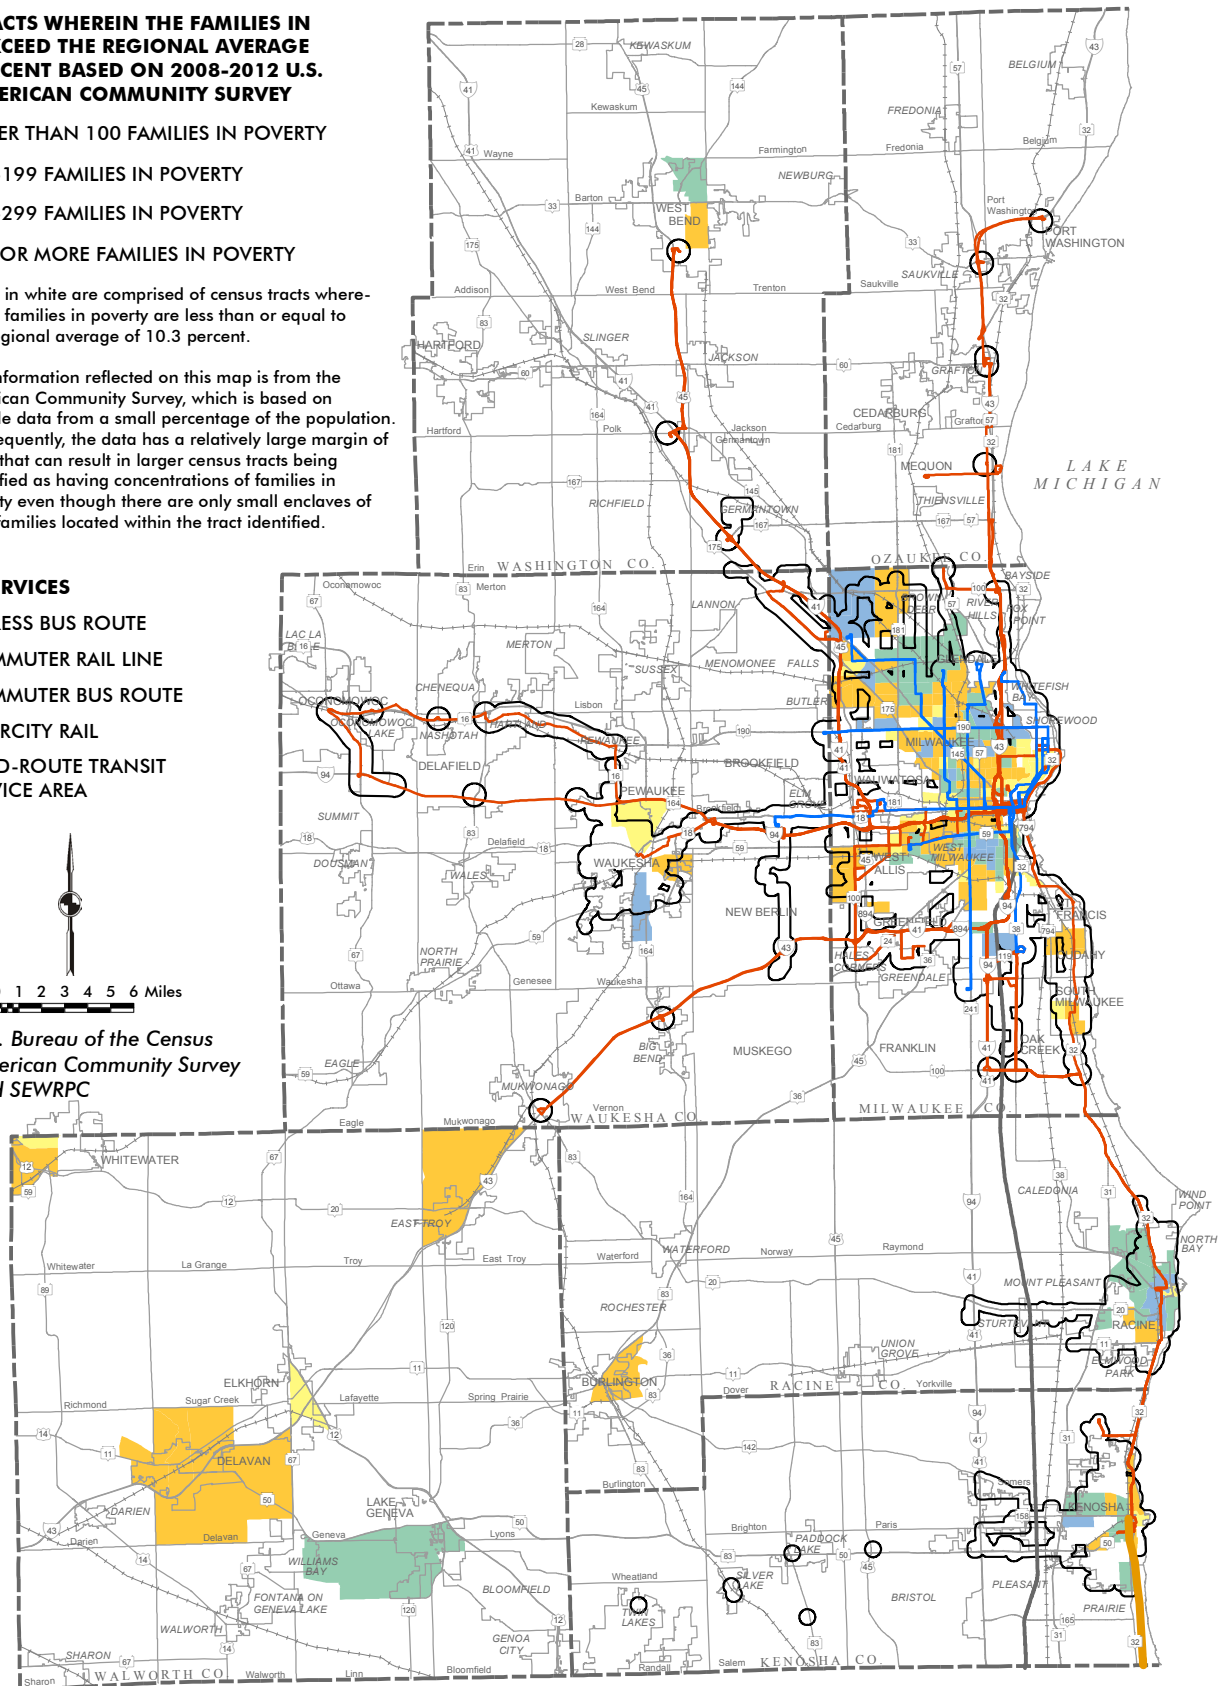 ACTS WHEREIN THE FAMILIES IN
CEED THE REGIONAL AVERAGE
CENT BASED ON 2008-2012 U.S.
ERICAN COMMUNITY SURVEY
ER THAN 100 FAMILIES IN POVERTY
199 FAMILIES IN POVERTY
299 FAMILIES IN POVERTY
OR MORE FAMILIES IN POVERTY
in white are comprised of census tracts where-
families in poverty are less than or equal to
gional average of 10.3 percent.
nformation reflected on this map is from the
ican Community Survey, which is based on
le data from a small percentage of the population.
equently, the data has a relatively large margin of
that can result in larger census tracts being
fied as having concentrations of families in
ty even though there are only small enclaves of
families located within the tract identified.
RVICES
ESS BUS ROUTE
MMUTER RAIL LINE
MMUTER BUS ROUTE
RCITY RAIL
D-ROUTE TRANSIT
VICE AREA
1 2 3 4 5 6 Miles
. Bureau of the Census
erican Community Survey
SEWRPC
KEWASKUM
Kewaskum
Wayne
Farmington
Fredonia
FREDONIA
BELGIUM
Belgium
NEWBURG
Barton
WEST
BEND
Port
Washington
PORT
WASHINGTON
SAUKVILLE
Saukville
Addison
West Bend
Trenton
HARTFORD
SLINGER
JACKSON
GRAFTON
Grafton
CEDARBURG
Cedarburg
Hartford
Polk
Jackson
Germantown
MEQUON
THIENSVILLE
LAKE
MICHIGAN
RICHFIELD
GERMANTOWN
Erin
WASHINGTON CO.
OZAUKEE CO.
Oconomowoc
Merton
BAYSIDE
LANNON
BROWN
DEER
RIVER
HILLS
FOX
POINT
LAC LA
BELLE
MERTON
SUSSEX
MENOMONEE FALLS
GLENDALE
CHENEQUA
OCONOMOWOC
OCONOMOWOC
LAKE
NASHOTAH
HARTLAND
Lisbon
PEWAUKEE
BUTLER
WHITEFISH
BAY
SHOREWOOD
MILWAUKEE
DELAFIELD
BROOKFIELD
WAUWATOSA
PEWAUKEE
ELM
GROVE
Brookfield
SUMMIT
Delafield
DOUSMAN
WALES
WAUKESHA
WEST
ALLIS
WEST
MILWAUKEE
NEW BERLIN
GREENFIELD
ST.
FRANCIS
CUDAHY
NORTH
PRAIRIE
HALES
CORNERS
GREENDALE
Ottawa
Genesee
Waukesha
SOUTH
MILWAUKEE
EAGLE
BIG
BEND
MUSKEGO
FRANKLIN
OAK
CREEK
MUKWONAGO
Vernon
Eagle
Mukwonago
WAUKESHA CO.
MILWAUKEE CO.
WHITEWATER
CALEDONIA
WIND
POINT
NORTH
BAY
EAST TROY
WATERFORD
Whitewater
La Grange
Troy
East Troy
Waterford
Norway
Raymond
MOUNT PLEASANT
ROCHESTER
STURTEVANT
RACINE
UNION
GROVE
ELMWOOD
PARK
ELKHORN
BURLINGTON
Dover
RACINE CO.
Yorkville
Richmond
Sugar Creek
Lafayette
Spring Prairie
DELAVAN
Burlington
Somers
LAKE
GENEVA
KENOSHA
DARIEN
Darien
Delavan
Geneva
Lyons
Brighton
Paris
PADDOCK
LAKE
WILLIAMS
BAY
Wheatland
SILVER
LAKE
PLEASANT
PRAIRIE
BLOOMFIELD
FONTANA ON
GENEVA LAKE
BRISTOL
TWIN
LAKES
WALWORTH
GENOA
CITY
SHARON
Sharon
WALWORTH CO.
Walworth
Linn
Bloomfield
Randall
Salem
KENOSHA CO.